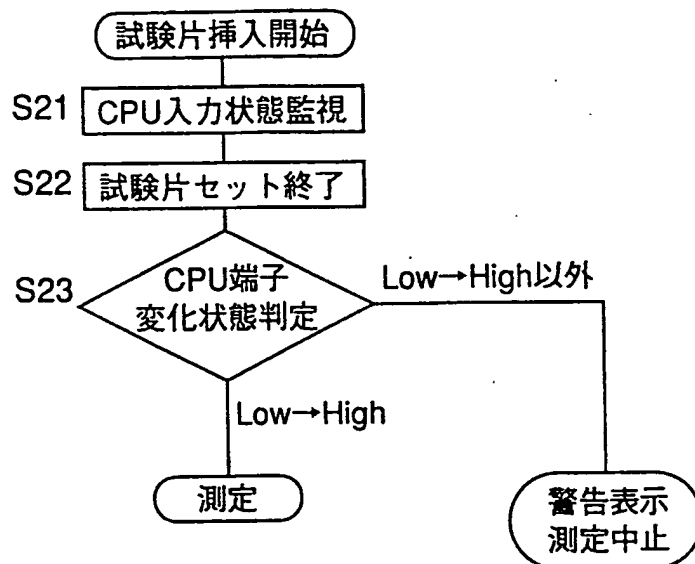 試験片挿入開始
S21
CPU入力状態監視
S22
試験片セット終了
S23
CPU端子
変化状態判定
Low→High以外
Low→High
測定
警告表示
測定中止